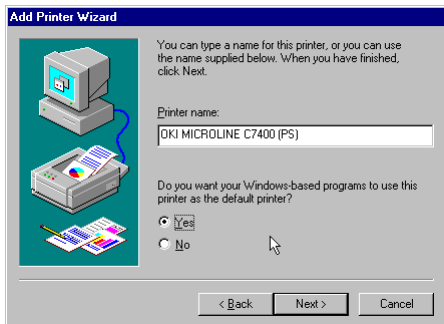 Add Printer Wizard
You can type a name for this printer, or you can use
the name supplied below. When you have finished,
click Next.
Printer name:
OKI MICROLINE C7400 (PS)
Do you want your Windows-based programs to use this
printer as the default printer?
Yes
No
< Back
Next >
Cancel